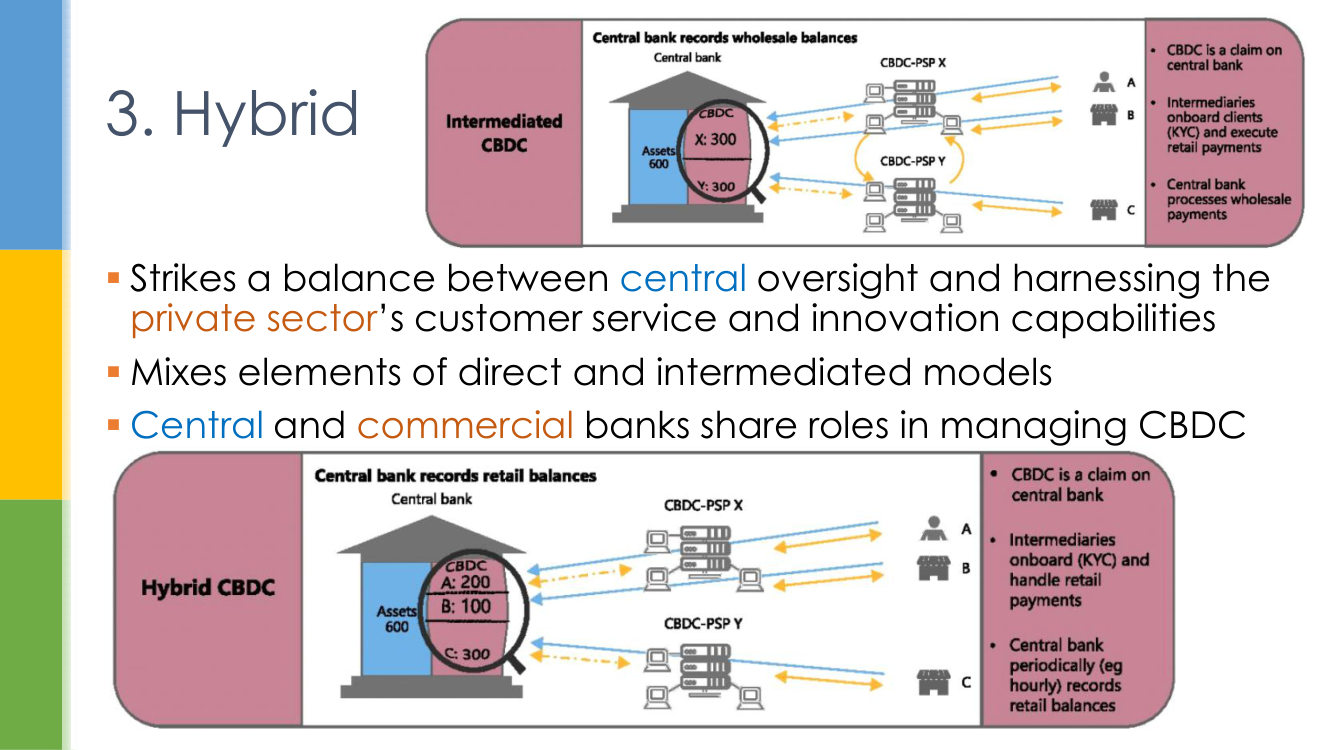 3. Hybrid
Intermediated
CBDC
Central bank records wholesale balances
Central bank
Assets
600
CBDC
X: 300
Y: 300
CBDC-PSP X
CBDC-PSP Y
A
B
C
• CBDC is a claim on
central bank
• Intermediaries
onboard clients
(KYC) and execute
retail payments
• Central bank
processes wholesale
payments
▪ Strikes a balance between central oversight and harnessing the
private sector’s customer service and innovation capabilities
▪ Mixes elements of direct and intermediated models
▪ Central and commercial banks share roles in managing CBDC
Hybrid CBDC
Central bank records retail balances
Central bank
Assets
600
CBDC
A: 200
B: 100
C: 300
CBDC-PSP X
CBDC-PSP Y
A
B
C
• CBDC is a claim on
central bank
• Intermediaries
onboard (KYC) and
handle retail
payments
• Central bank
periodically (eg
hourly) records
retail balances